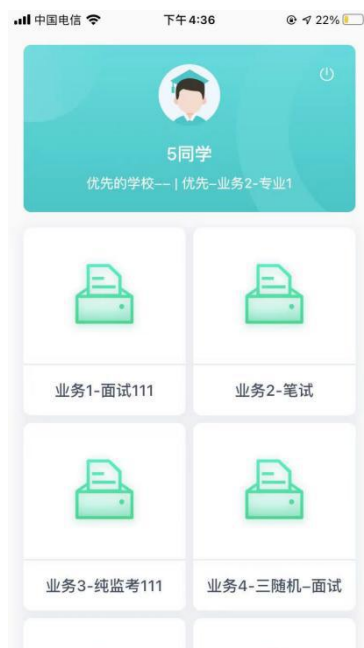 中国电信 下午4:36 22%
5同学
优先的学校-- | 优先-业务2-专业1
业务1-面试111 业务2-笔试
业务3-纯监考111 业务4-三随机-面试